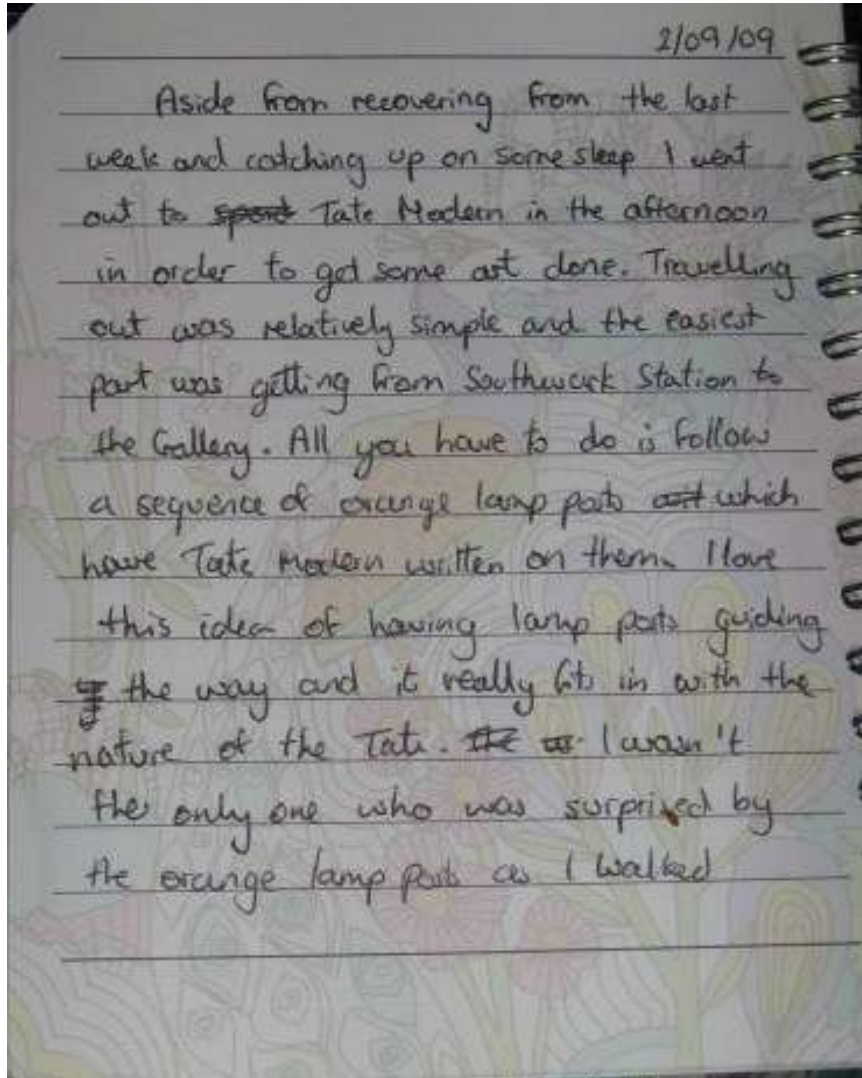 2/09/09
Aside from recovering from the last
week and catching up on some sleep I went
out to spend Tate Modern in the afternoon
in order to get some art done. Travelling
out was relatively simple and the easiest
part was getting from Southwark Station to
the Gallery. All you have to do is follow
a sequence of orange lamp posts which
have Tate Modern written on them. I love
this idea of having lamp posts guiding
the way and it really fits in with the
nature of the Tate. the I wasn't
the only one who was surprised by
the orange lamp posts as I walked